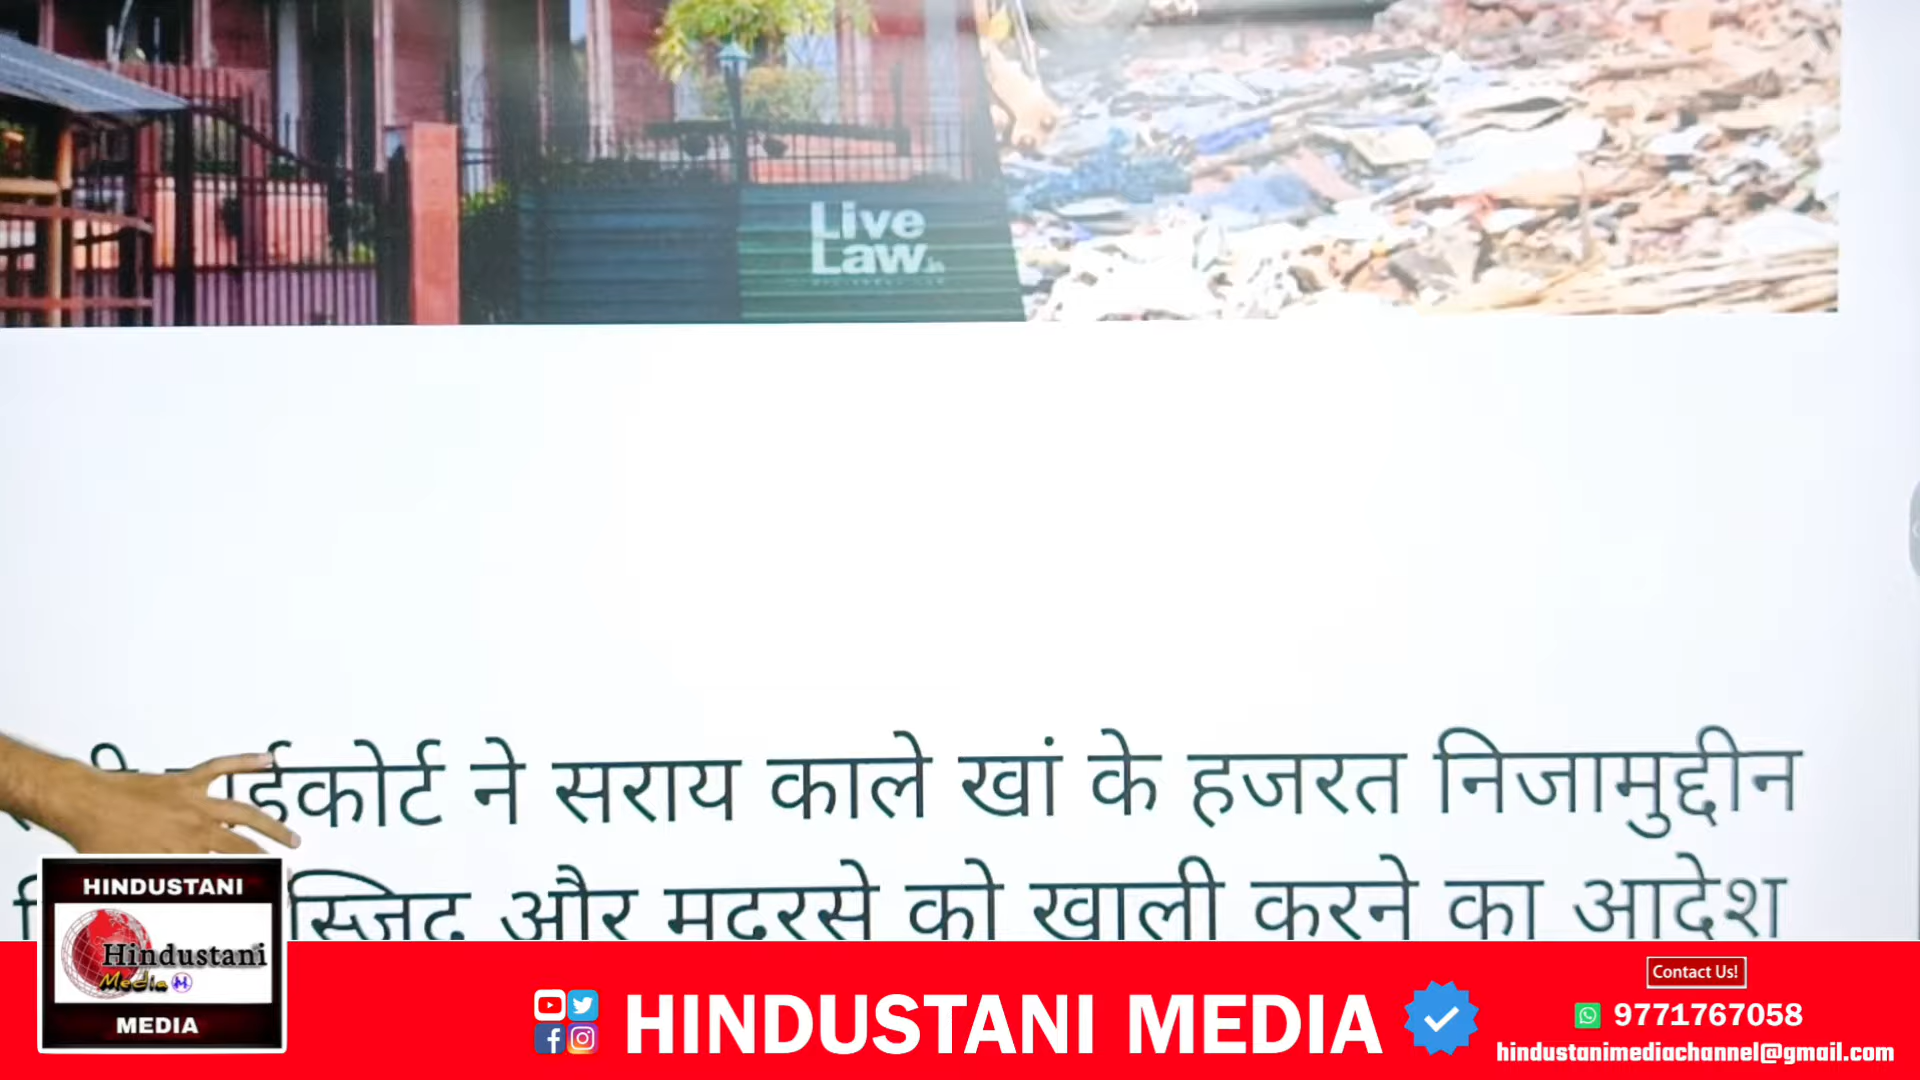 Live
Law.in
हाईकोर्ट ने सराय काले खां के हजरत निजामुद्दीन
और मदरसे को खाली करने का आदेश
HINDUSTANI
Hindustani
Media M
MEDIA
HINDUSTANI MEDIA
Contact Us!
9771767058
hindustanimediachannel@gmail.com